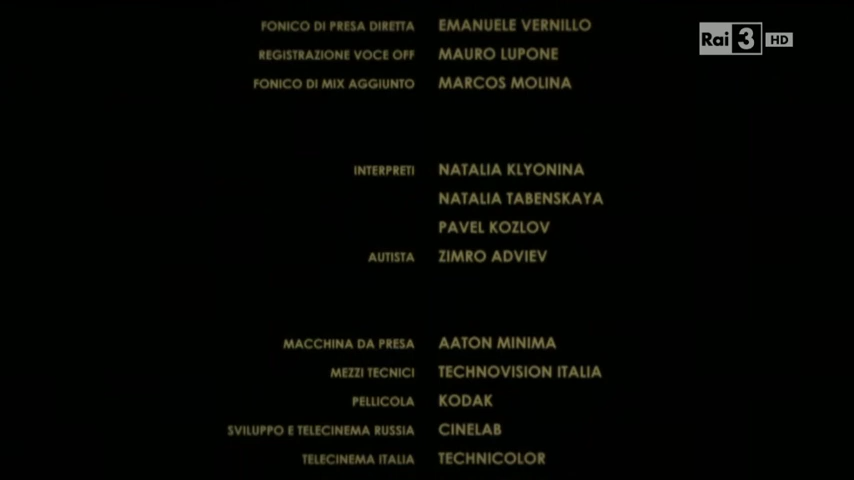 Rai 3 HD
FONICO DI PRESA DIRETTA EMANUELE VERNILLO
REGISTRAZIONE VOCE OFF MAURO LUPONE
FONICO DI MIX AGGIUNTO MARCOS MOLINA
INTERPRETI NATALIA KLYONINA
NATALIA TABENSKAYA
PAVEL KOZLOV
AUTISTA ZIMRO ADVIEV
MACCHINA DA PRESA AATON MINIMA
MEZZI TECNICI TECHNOVISION ITALIA
PELLICOLA KODAK
SVILUPPO E TELECINEMA RUSSIA CINELAB
TELECINEMA ITALIA TECHNICOLOR